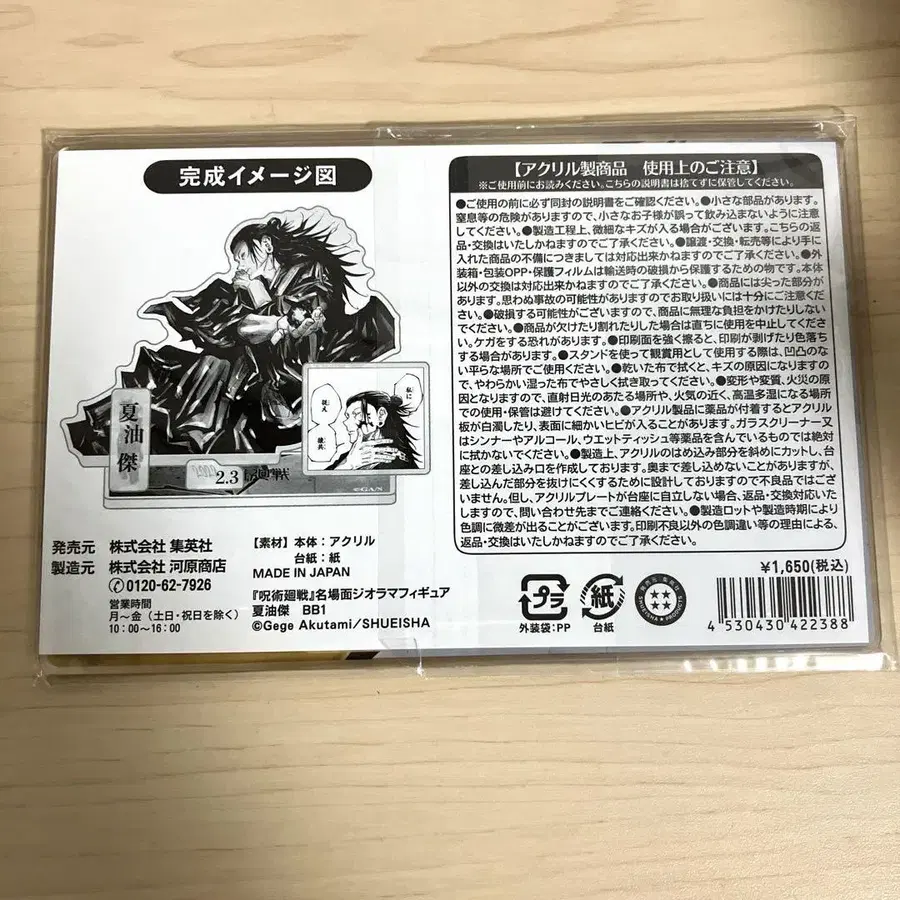 完成イメージ図
私に
従え
猿共
夏油傑
2.3
©GA/S
発売元 株式会社 集英社
製造元 株式会社 河原商店
0120-62-7926
営業時間
月〜金(土日・祝日を除く)
10:00〜16:00
【素材】本体:アクリル
台紙:紙
MADE IN JAPAN
『呪術廻戦』名場面ジオラマフィギュア
夏油傑 BB1
©Gege Akutami/SHUEISHA
【アクリル製商品 使用上のご注意】
※ご使用前にお読みください。こちらの説明書は捨てずに保管してください。
●ご使用の前に必ず同封の説明書をご確認ください。●小さな部品があります。
窒息等の危険がありますので、小さなお子様が誤って飲み込まないように注意
してください。●製造工程上、微細なキズが入る場合がございます。こちらの返
品・交換はいたしかねますのでご了承ください。●譲渡・交換・転売等により手に
入れた商品の不備につきましては対応出来かねますのでご了承ください。●外
装箱・包装OPP・保護フィルムは輸送時の破損から保護するための物です。本体
以外の交換は対応出来かねますのでご了承ください。●商品には尖った部分が
あります。思わぬ事故の可能性がありますのでお取り扱いには十分にご注意くだ
さい。●破損する可能性がございますので、商品に無理な負担をかけたりしない
でください。●商品が欠けたり割れたりした場合は直ちに使用を中止してくださ
い。ケガをする恐れがあります。●印刷面を強く擦ると、印刷が剥げたり色落ち
する場合があります。●スタンドを使って観賞用として使用する際は、凹凸のな
い平らな場所でご使用ください。●乾いた布で拭くと、キズの原因になりますの
で、やわらかい湿った布でやさしく拭き取ってください。●変形や変質、火災の原
因となりますので、直射日光のあたる場所や、火気の近く、高温多湿になる場所
での使用・保管は避けてください。●アクリル製品に薬品が付着するとアクリル
板が白濁したり、表面に細かいヒビが入ることがあります。ガラスクリーナー又
はシンナーやアルコール、ウエットティッシュ等薬品を含んでいるものでは絶対
に拭かないでください。●製造上、アクリルのはめ込み部分を斜めにカットし、台
座との差し込み口を作成しております。奥まで差し込めないことがありますが、
差し込んだ部分を抜けにくくするために設計しておりますので不良品ではござ
いません。但し、アクリルプレートが台座に自立しない場合、返品・交換対応いた
しますので、問い合わせ先までご連絡ください。●製造ロットや製造時期により
色調に微差が出ることがございます。印刷不良以外の色調違い等の理由による、
返品・交換はいたしかねますのでご了承ください。
¥1,650(税込)
プラ
外装袋:PP
紙
台紙
4 530430 422388